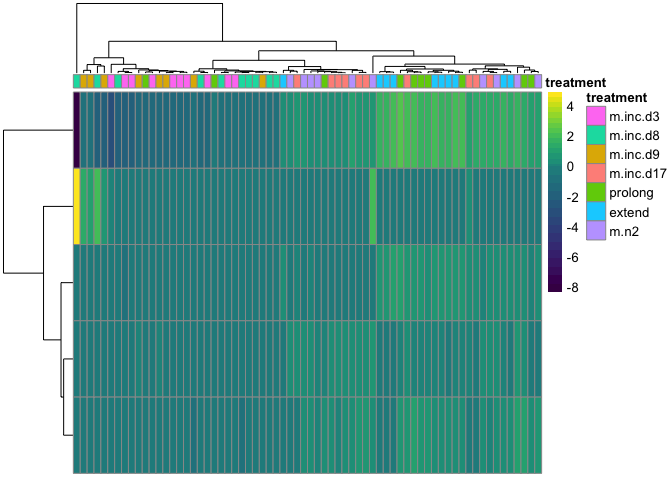 treatment
treatment
4
2
0
-2
-4
-6
-8
m.inc.d3
m.inc.d8
m.inc.d9
m.inc.d17
prolong
extend
m.n2